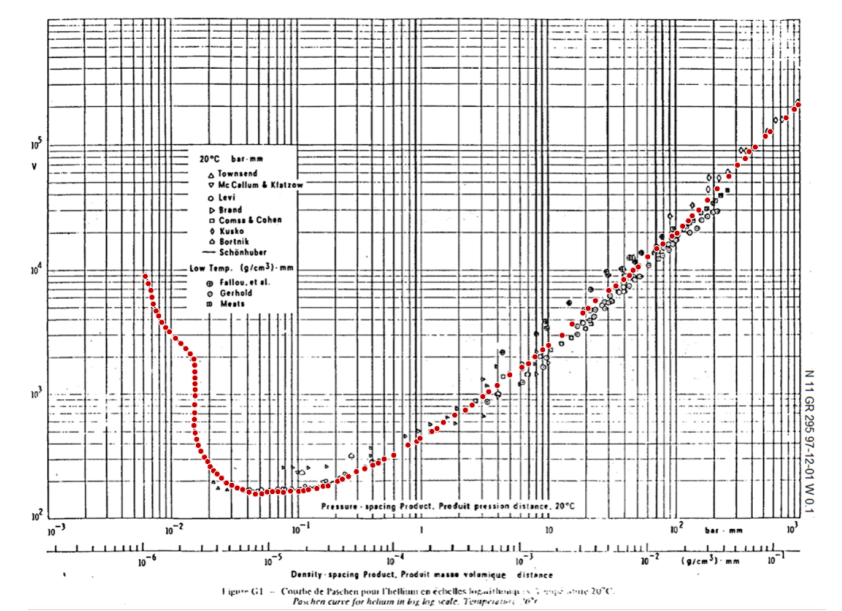 10⁵
V
10⁴
10³
10²
20°C bar-mm
Townsend
McCallum & Klatzow
Levi
Brand
Comsa & Cohen
Kusko
Bortnik
Schönhuber
Low Temp. (g/cm³)-mm
Fallou, et al.
Gerhold
Meats
Pressure-spacing Product, Produit pression distance, 20°C
10⁻³ 10⁻² 10⁻¹ 1 10 10² bar-mm 10³
10⁻⁶ 10⁻⁵ 10⁻⁴ 10⁻³ 10⁻² (g/cm³)-mm 10⁻¹
Density-spacing Product, Produit masse volumique distance
Figure G1 – Courbe de Paschen pour l'hellium en échelles 20°C.
Paschen curve for helium in log log scale.
N 11 GR 295 97-12-01 W 0.1